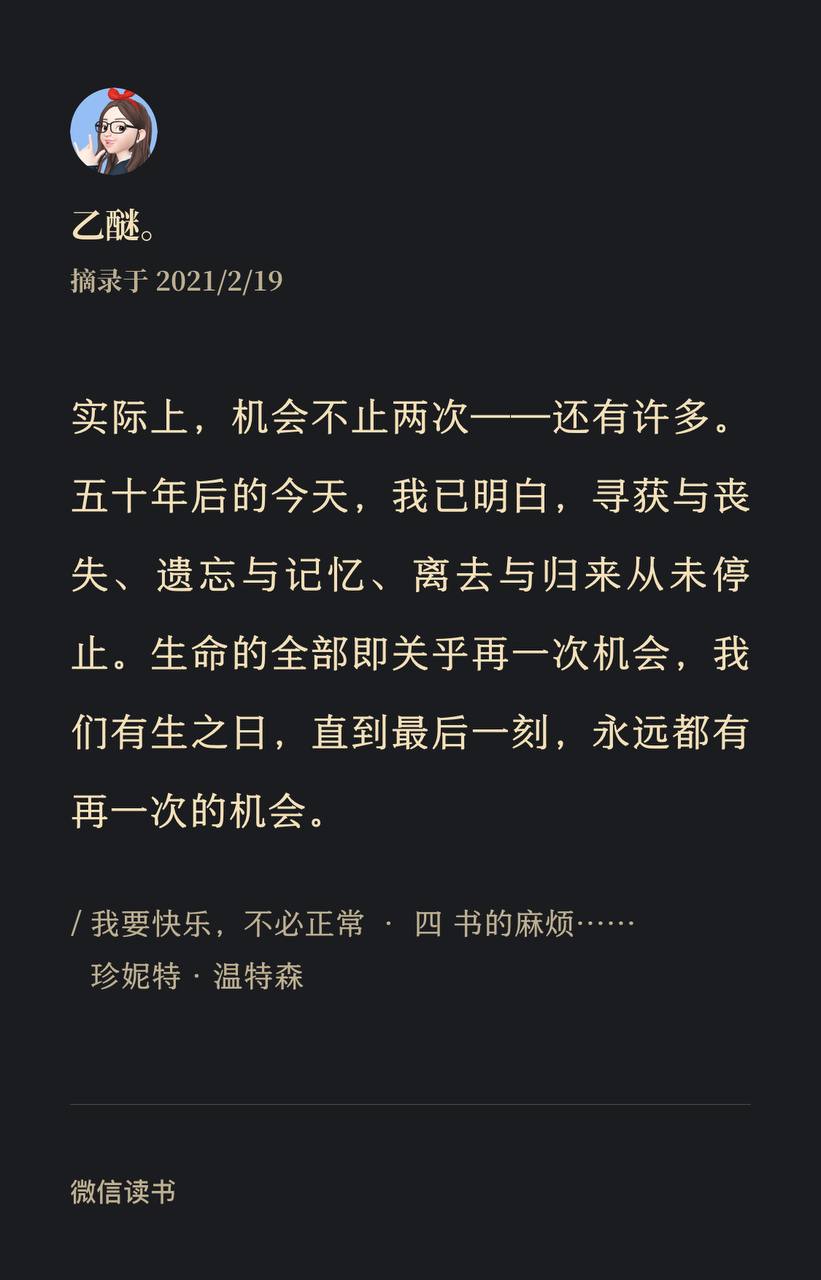 乙醚。
摘录于 2021/2/19
实际上，机会不止两次——还有许多。
五十年后的今天，我已明白，寻获与丧
失、遗忘与记忆、离去与归来从未停
止。生命的全部即关乎再一次机会，我
们有生之日，直到最后一刻，永远都有
再一次的机会。
/ 我要快乐，不必正常 · 四 书的麻烦……
珍妮特 · 温特森
微信读书